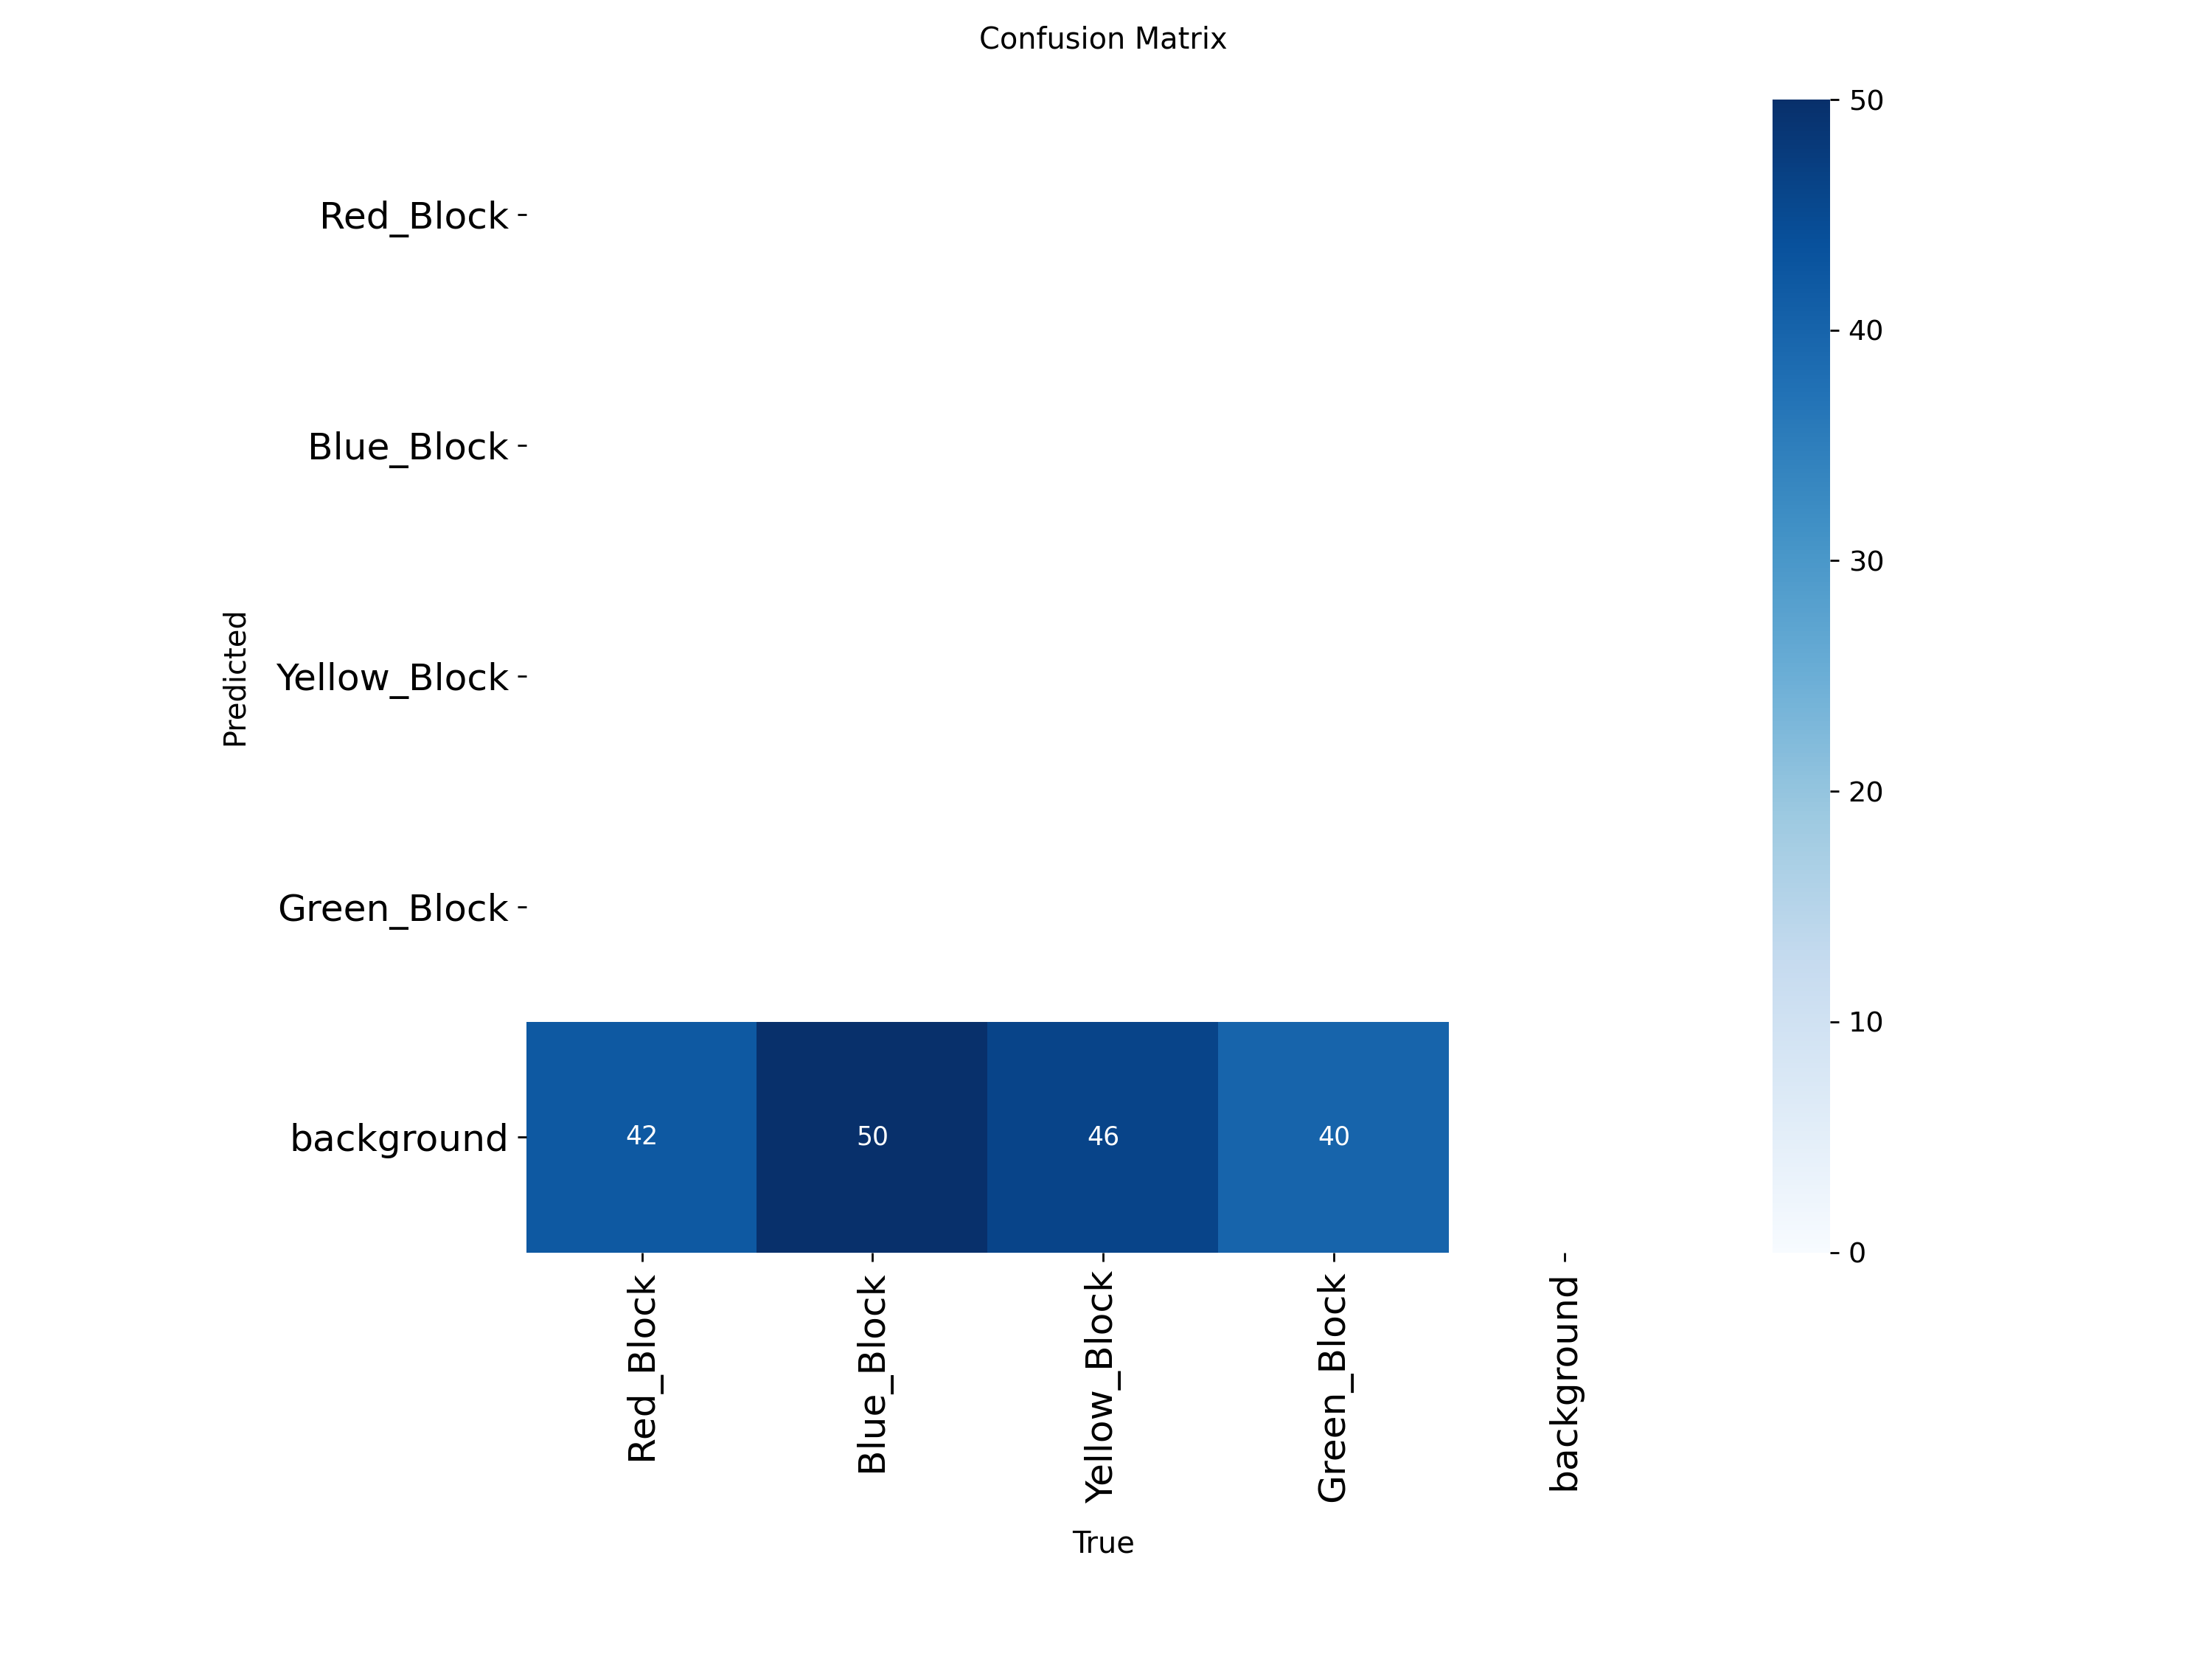 Confusion Matrix
50
Red_Block
40
Blue_Block
30
Predicted
Yellow_Block
20
Green_Block
10
background
42 50 46 40
0
Red_Block
Blue_Block
Yellow_Block
Green_Block
background
True